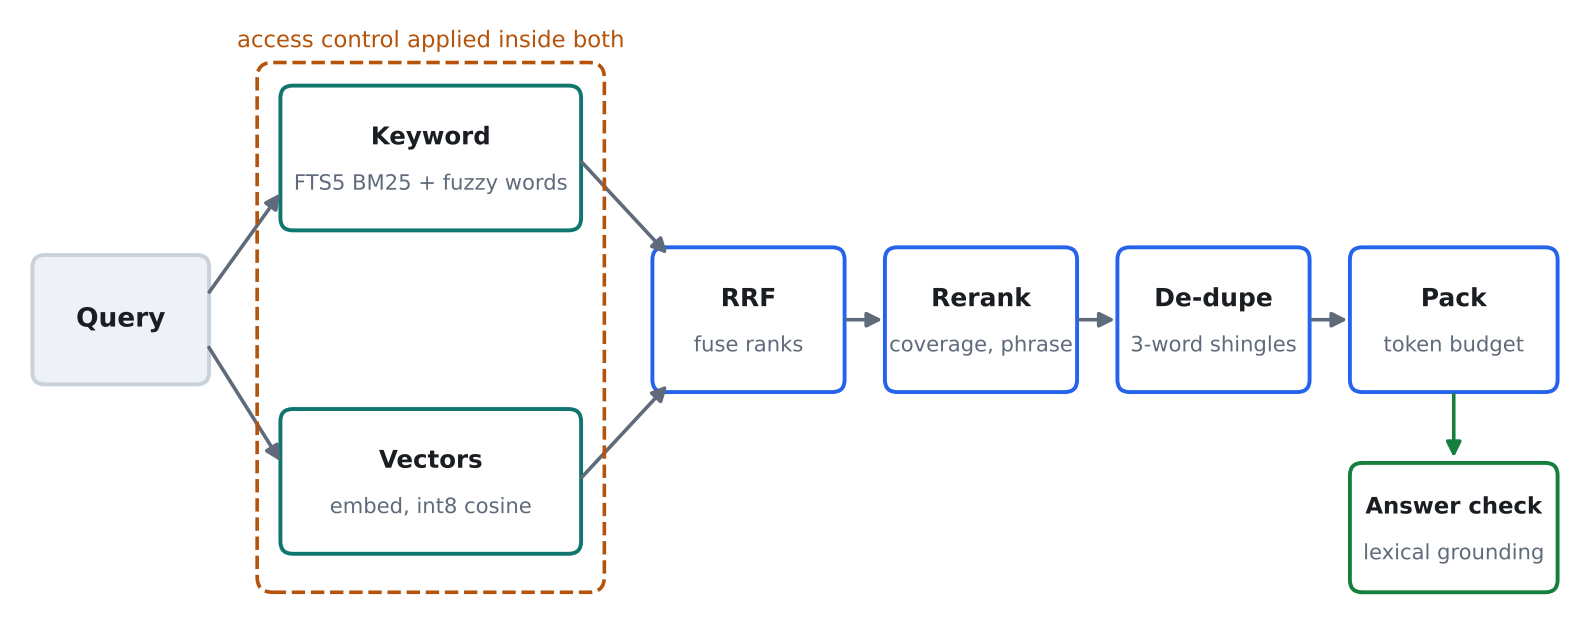 access control applied inside both
Keyword
FTS5 BM25 + fuzzy words
Query
Vectors
embed, int8 cosine
RRF
fuse ranks
Rerank
coverage, phrase
De-dupe
3-word shingles
Pack
token budget
Answer check
lexical grounding